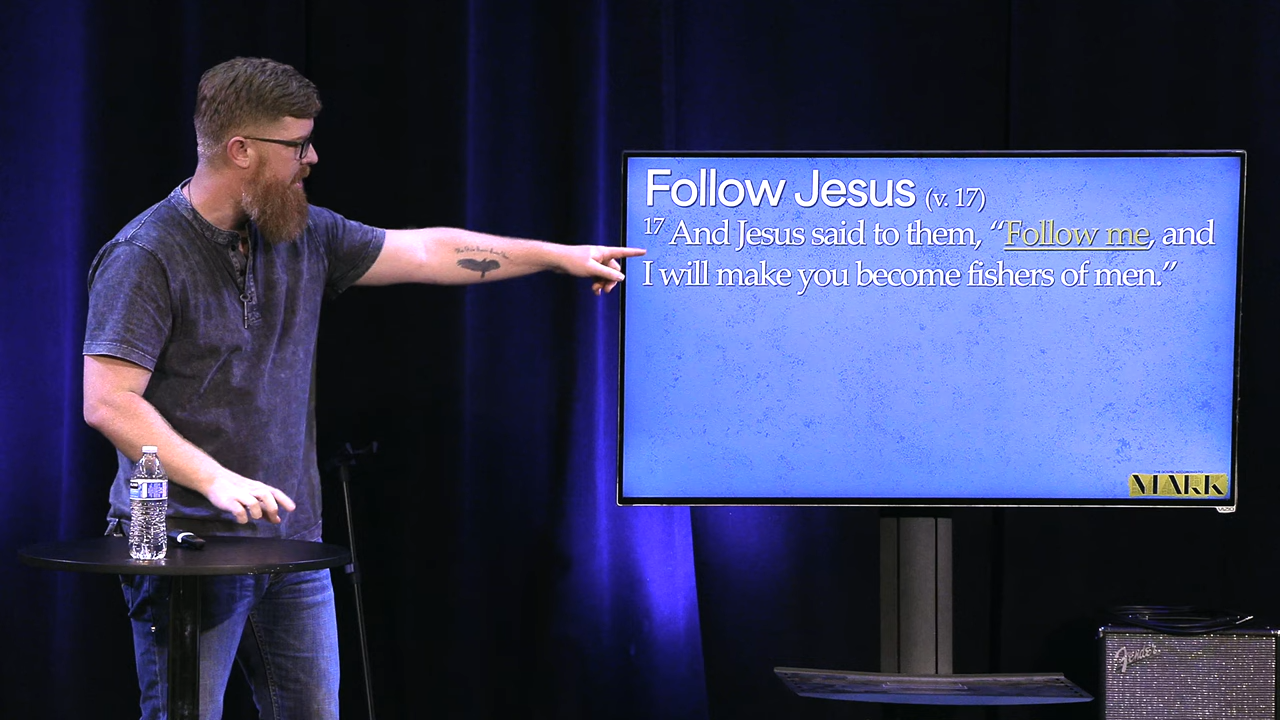 Follow Jesus (v. 17)
17 And Jesus said to them, “Follow me, and
I will make you become fishers of men.”
MARK
Fender